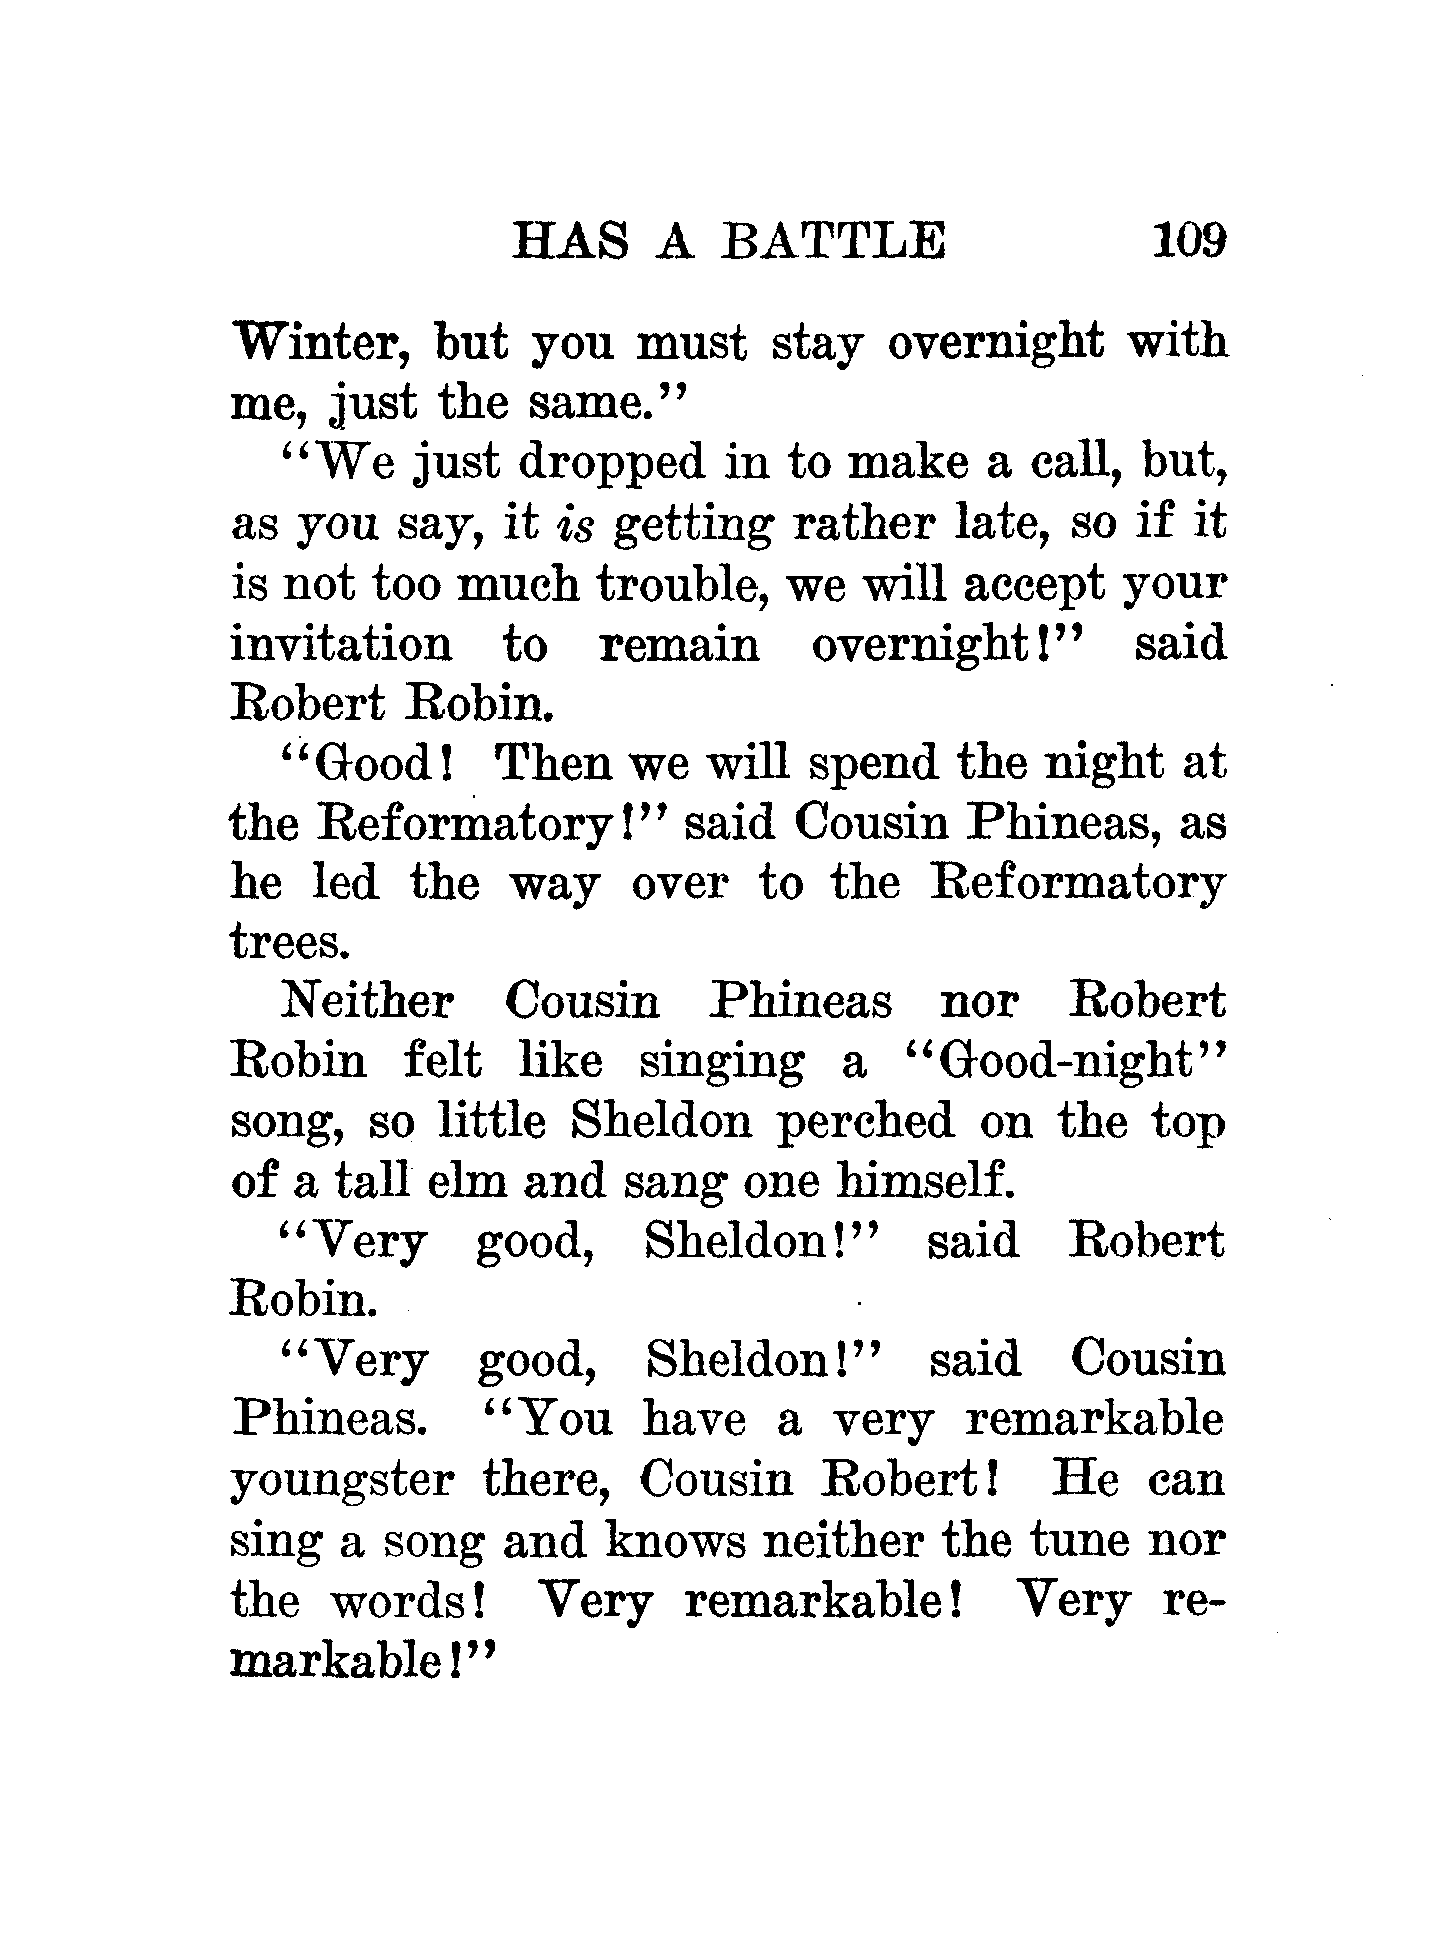 HAS A BATTLE 109
Winter, but you must stay overnight with
me, just the same."
"We just dropped in to make a call, but,
as you say, it is getting rather late, so if it
is not too much trouble, we will accept your
invitation to remain overnight!" said
Robert Robin.
"Good! Then we will spend the night at
the Reformatory!" said Cousin Phineas, as
he led the way over to the Reformatory
trees.
Neither Cousin Phineas nor Robert
Robin felt like singing a "Good-night"
song, so little Sheldon perched on the top
of a tall elm and sang one himself.
"Very good, Sheldon!" said Robert
Robin.
"Very good, Sheldon!" said Cousin
Phineas. "You have a very remarkable
youngster there, Cousin Robert! He can
sing a song and knows neither the tune nor
the words! Very remarkable! Very re-
markable!"